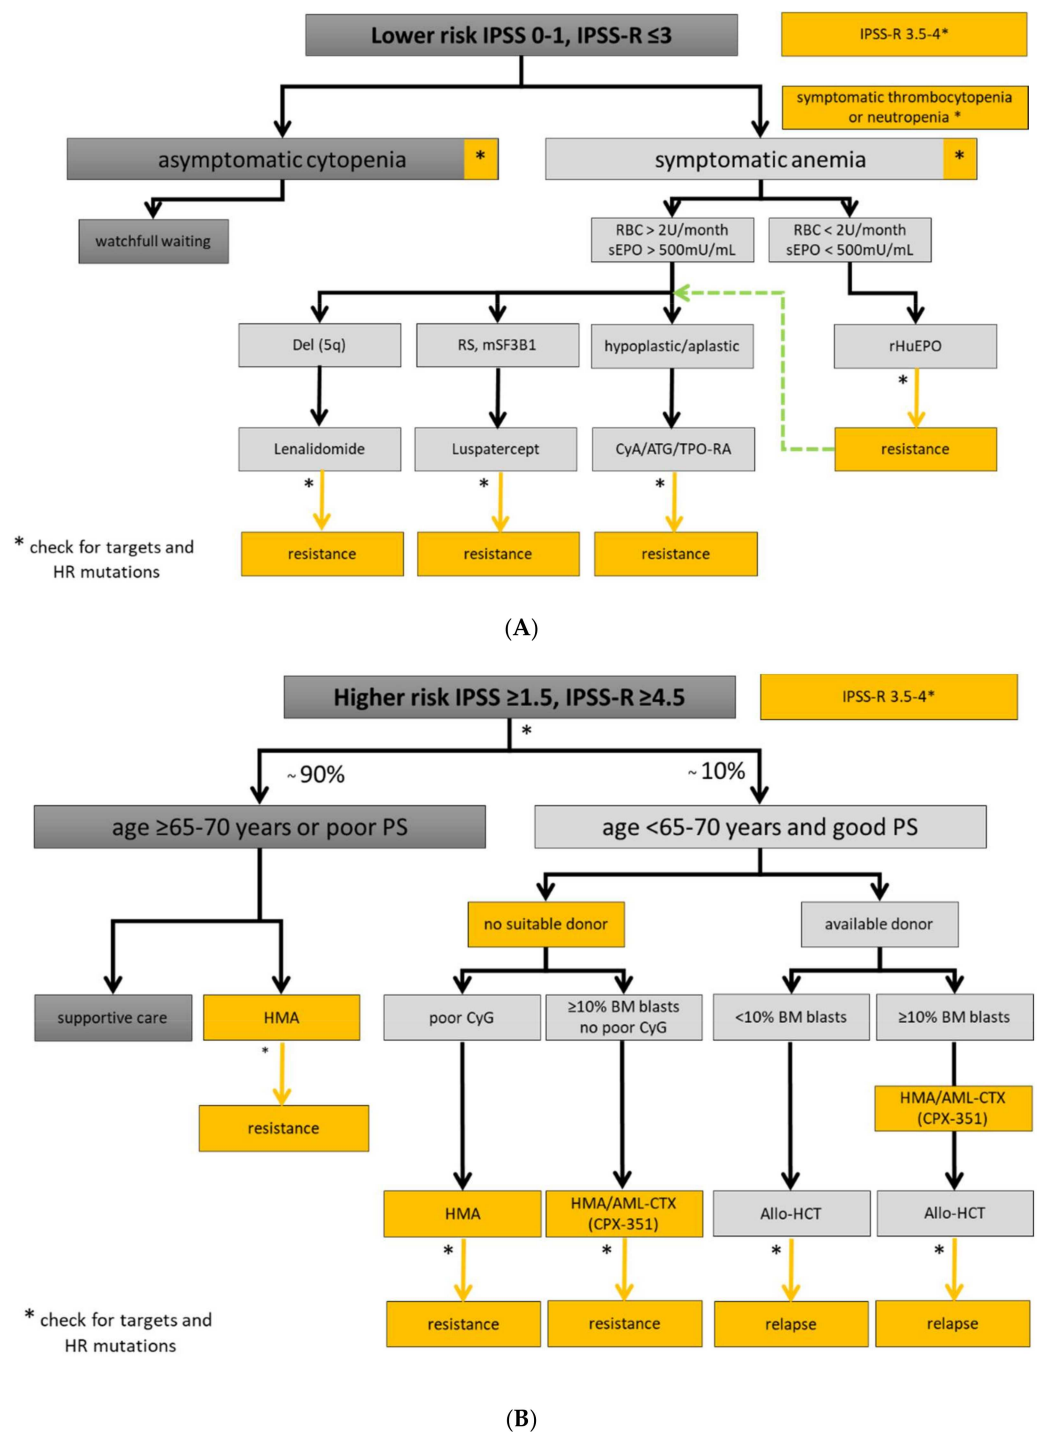 Lower risk IPSS 0-1, IPSS-R ≤3
IPSS-R 3.5-4*
symptomatic thrombocytopenia
or neutropenia *
asymptomatic cytopenia *
symptomatic anemia *
watchfull waiting
RBC > 2U/month
sEPO > 500mU/mL
RBC < 2U/month
sEPO < 500mU/mL
Del (5q)
RS, mSF3B1
hypoplastic/aplastic
rHuEPO
*
Lenalidomide
Luspatercept
CyA/ATG/TPO-RA
resistance
*
*
*
resistance
resistance
resistance
* check for targets and
HR mutations
(A)
Higher risk IPSS ≥1.5, IPSS-R ≥4.5
IPSS-R 3.5-4*
*
~ 90%
~ 10%
age ≥65-70 years or poor PS
age <65-70 years and good PS
no suitable donor
available donor
supportive care
HMA
poor CyG
≥10% BM blasts
no poor CyG
<10% BM blasts
≥10% BM blasts
*
HMA/AML-CTX
(CPX-351)
resistance
HMA
HMA/AML-CTX
(CPX-351)
Allo-HCT
Allo-HCT
*
*
*
*
resistance
resistance
relapse
relapse
* check for targets and
HR mutations
(B)